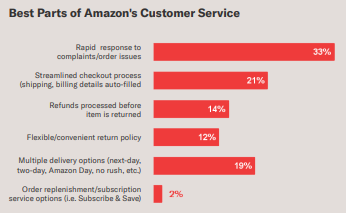 Best Parts of Amazon's Customer Service
Rapid response to
complaints/order issues
33%
Streamlined checkout process
(shipping, billing details auto-filled
21%
Refunds processed before
item is returned
14%
Flexible/convenient return policy
12%
Multiple delivery options (next-day,
two-day, Amazon Day, no rush, etc.)
19%
Order replenishment/subscription
service options (i.e. Subscribe & Save)
2%